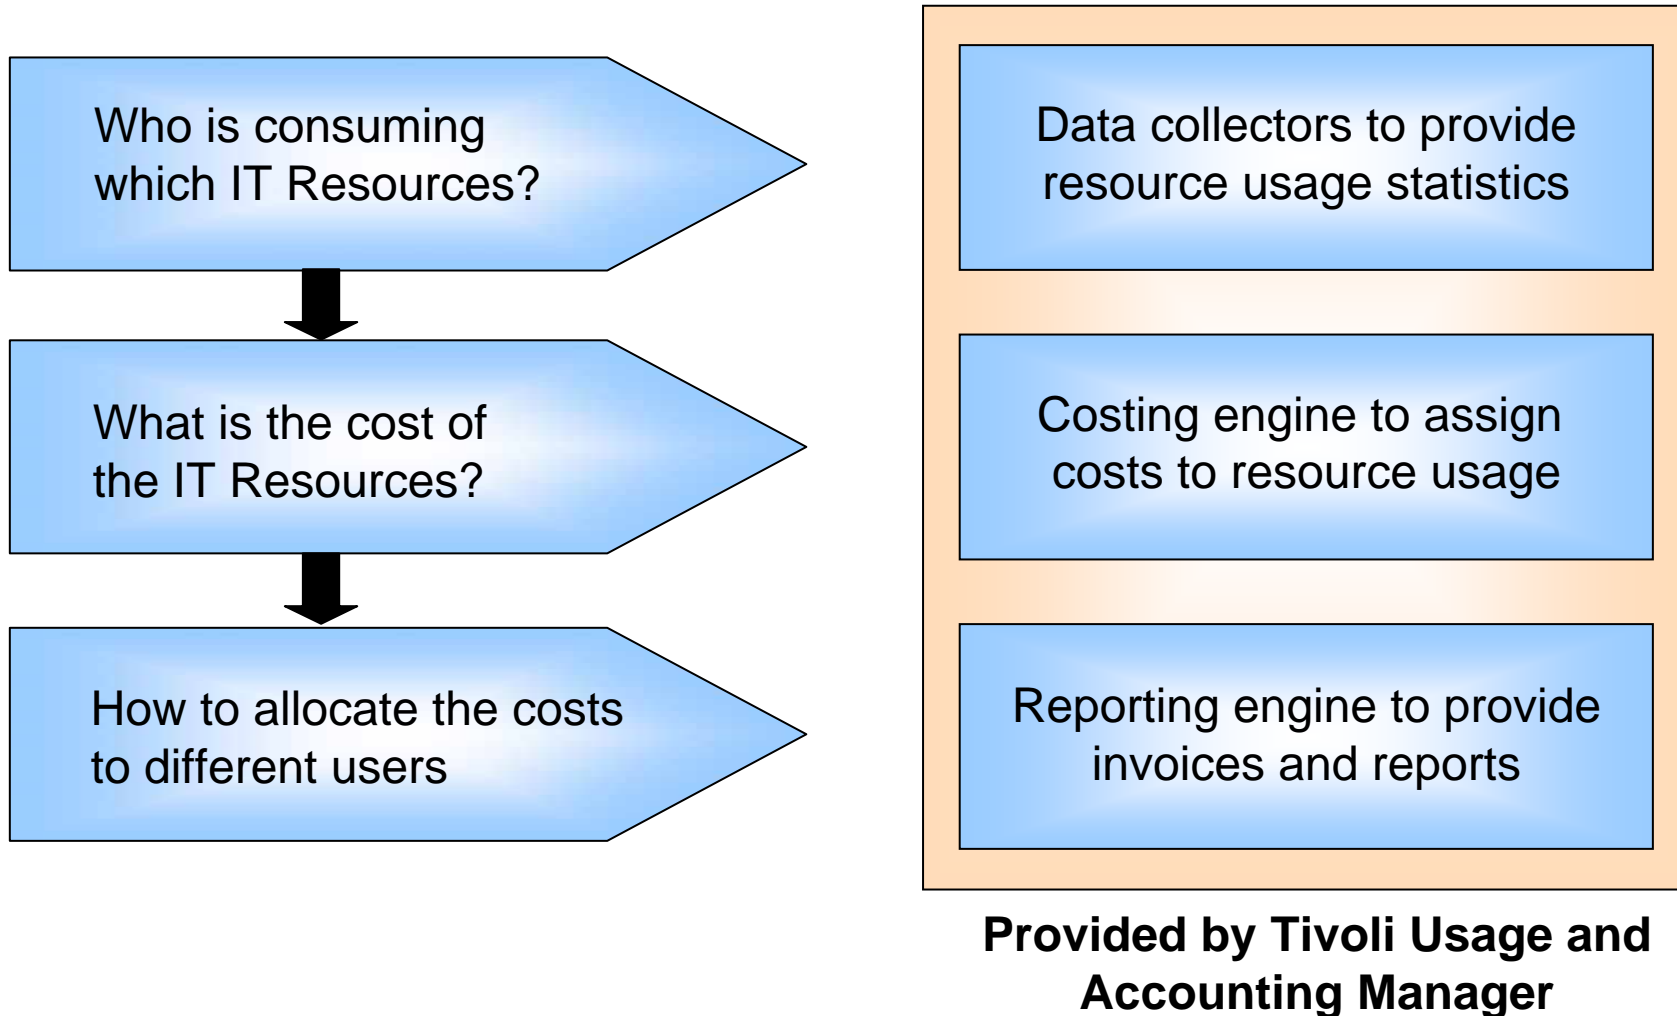 Who is consuming
which IT Resources?
What is the cost of
the IT Resources?
How to allocate the costs
to different users
Data collectors to provide
resource usage statistics
Costing engine to assign
costs to resource usage
Reporting engine to provide
invoices and reports
Provided by Tivoli Usage and
Accounting Manager